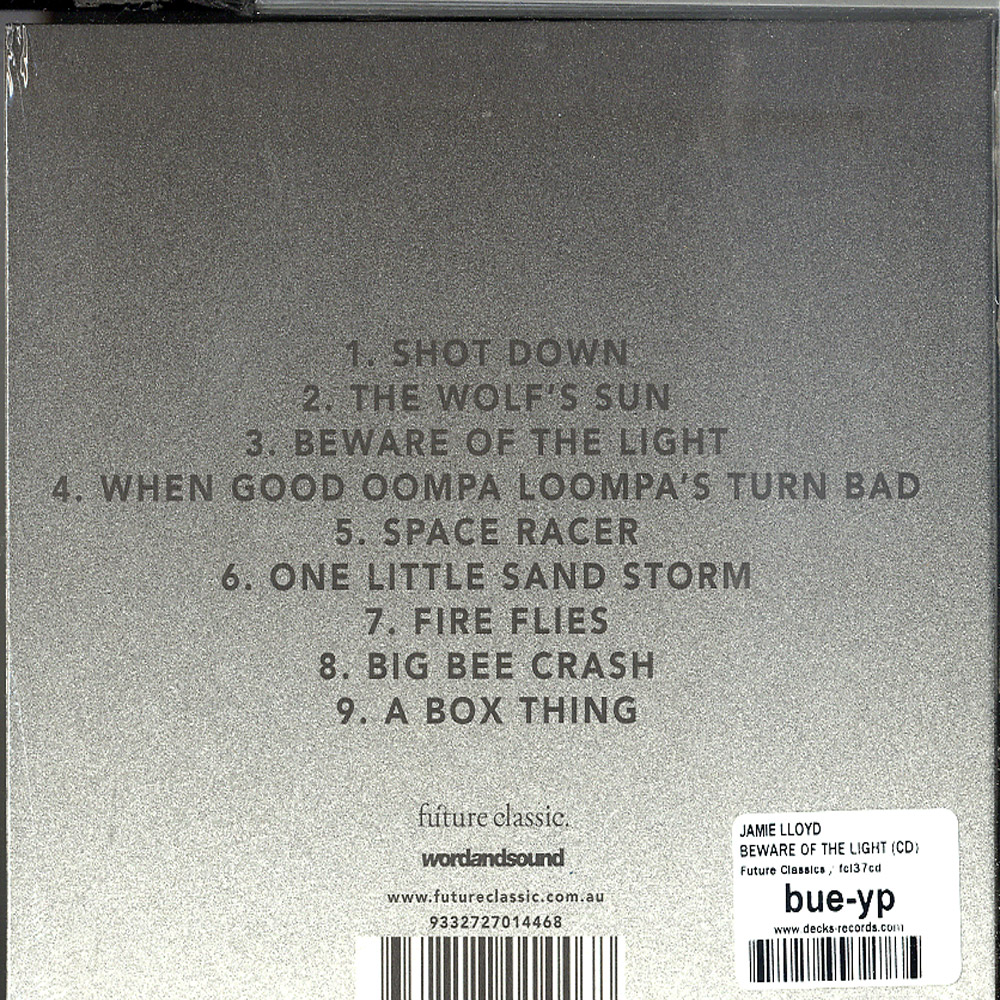 1. SHOT DOWN
2. THE WOLF'S SUN
3. BEWARE OF THE LIGHT
4. WHEN GOOD OOMPA LOOMPA'S TURN BAD
5. SPACE RACER
6. ONE LITTLE SAND STORM
7. FIRE FLIES
8. BIG BEE CRASH
9. A BOX THING
future classic.
wordandsound
www.futureclassic.com.au
9332727014468
JAMIE LLOYD
BEWARE OF THE LIGHT (CD)
Future Classics / fcl37cd
bue-yp
www.decks-records.com